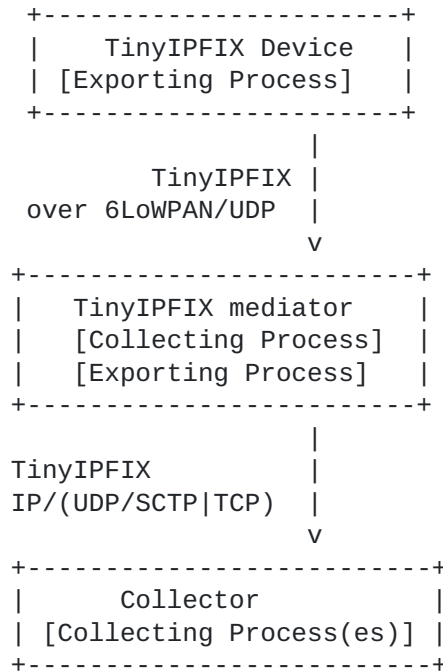 TinyIPFIX Device
[Exporting Process]
TinyIPFIX
over 6LoWPAN/UDP
v
TinyIPFIX mediator
[Collecting Process]
[Exporting Process]
TinyIPFIX
IP/(UDP/SCTP|TCP)
v
Collector
[Collecting Process(es)]